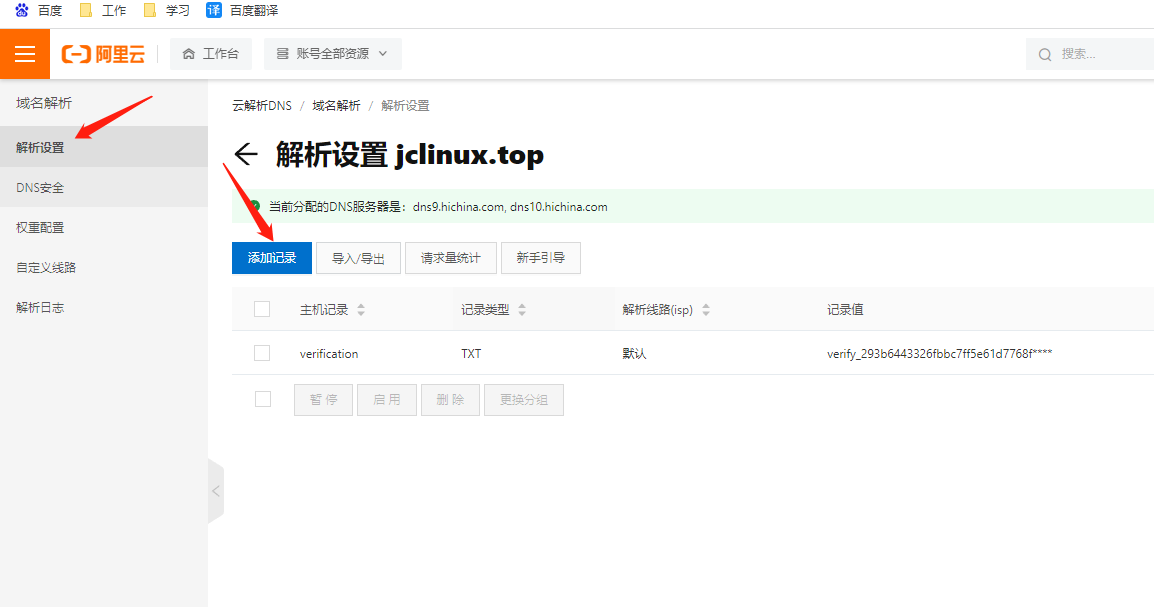 百度 工作 学习 译 百度翻译
阿里云 工作台 账号全部资源 搜索...
域名解析
解析设置
DNS安全
权重配置
自定义线路
解析日志
云解析DNS / 域名解析 / 解析设置
解析设置 jclinux.top
当前分配的DNS服务器是：dns9.hichina.com, dns10.hichina.com
添加记录 导入/导出 请求量统计 新手引导
主机记录 记录类型 解析线路(isp) 记录值
verification TXT 默认 verify_293b6443326fbbc7ff5e61d7768f****
暂停 启用 删除 更换分组